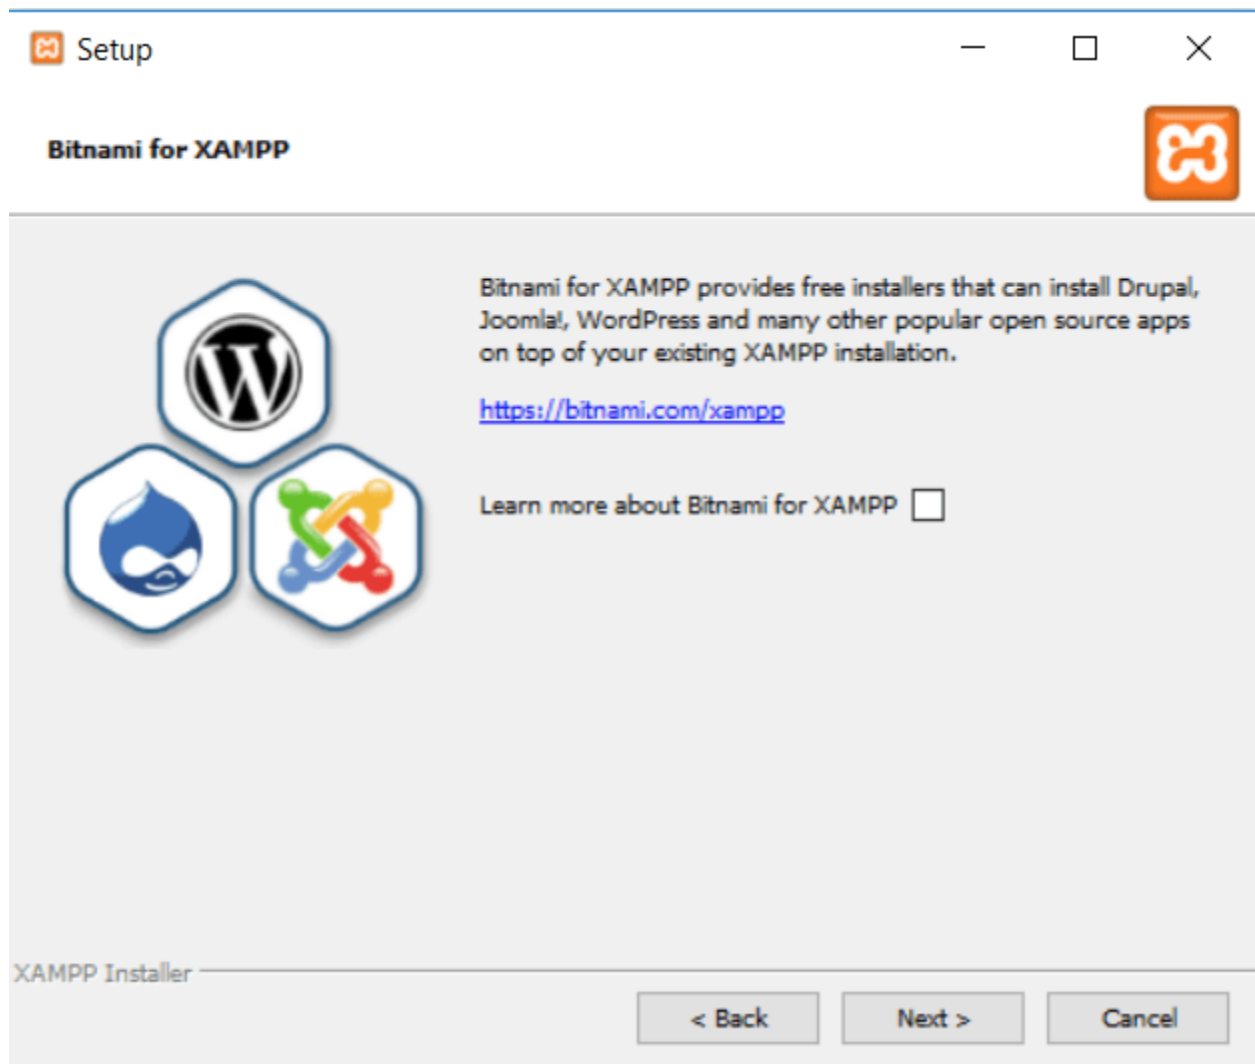 Setup
Bitnami for XAMPP
Bitnami for XAMPP provides free installers that can install Drupal,
Joomla!, WordPress and many other popular open source apps
on top of your existing XAMPP installation.
https://bitnami.com/xampp
Learn more about Bitnami for XAMPP
XAMPP Installer
< Back
Next >
Cancel